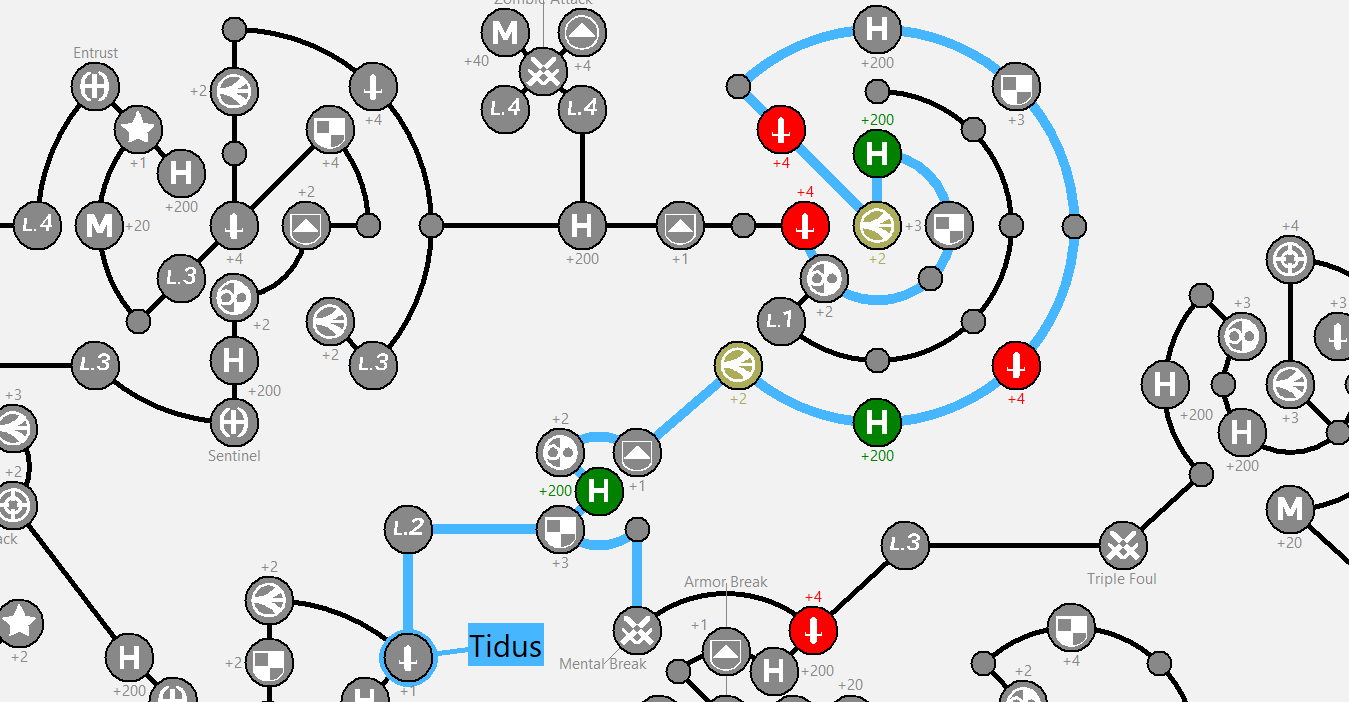 Zombie Attack
M
+40
+4
L.4
L.4
Entrust
+2
+4
+1
H
+200
+4
L.4
M
+20
+2
+4
L.3
+2
H
+200
+2
L.3
L.3
Sentinel
H
+200
+1
H
+200
+3
+4
+200
H
+4
+3
+2
+2
L.1
+2
+4
H
+200
+4
+3
+3
H
+200
+3
H
+200
M
+20
+3
+2
ack
+2
+200
H
+1
L.2
+3
L.3
Triple Foul
Armor Break
+4
+1
Mental Break
H
+200
+20
+2
+2
H
+200
+2
Tidus
+1
H
+4
+2